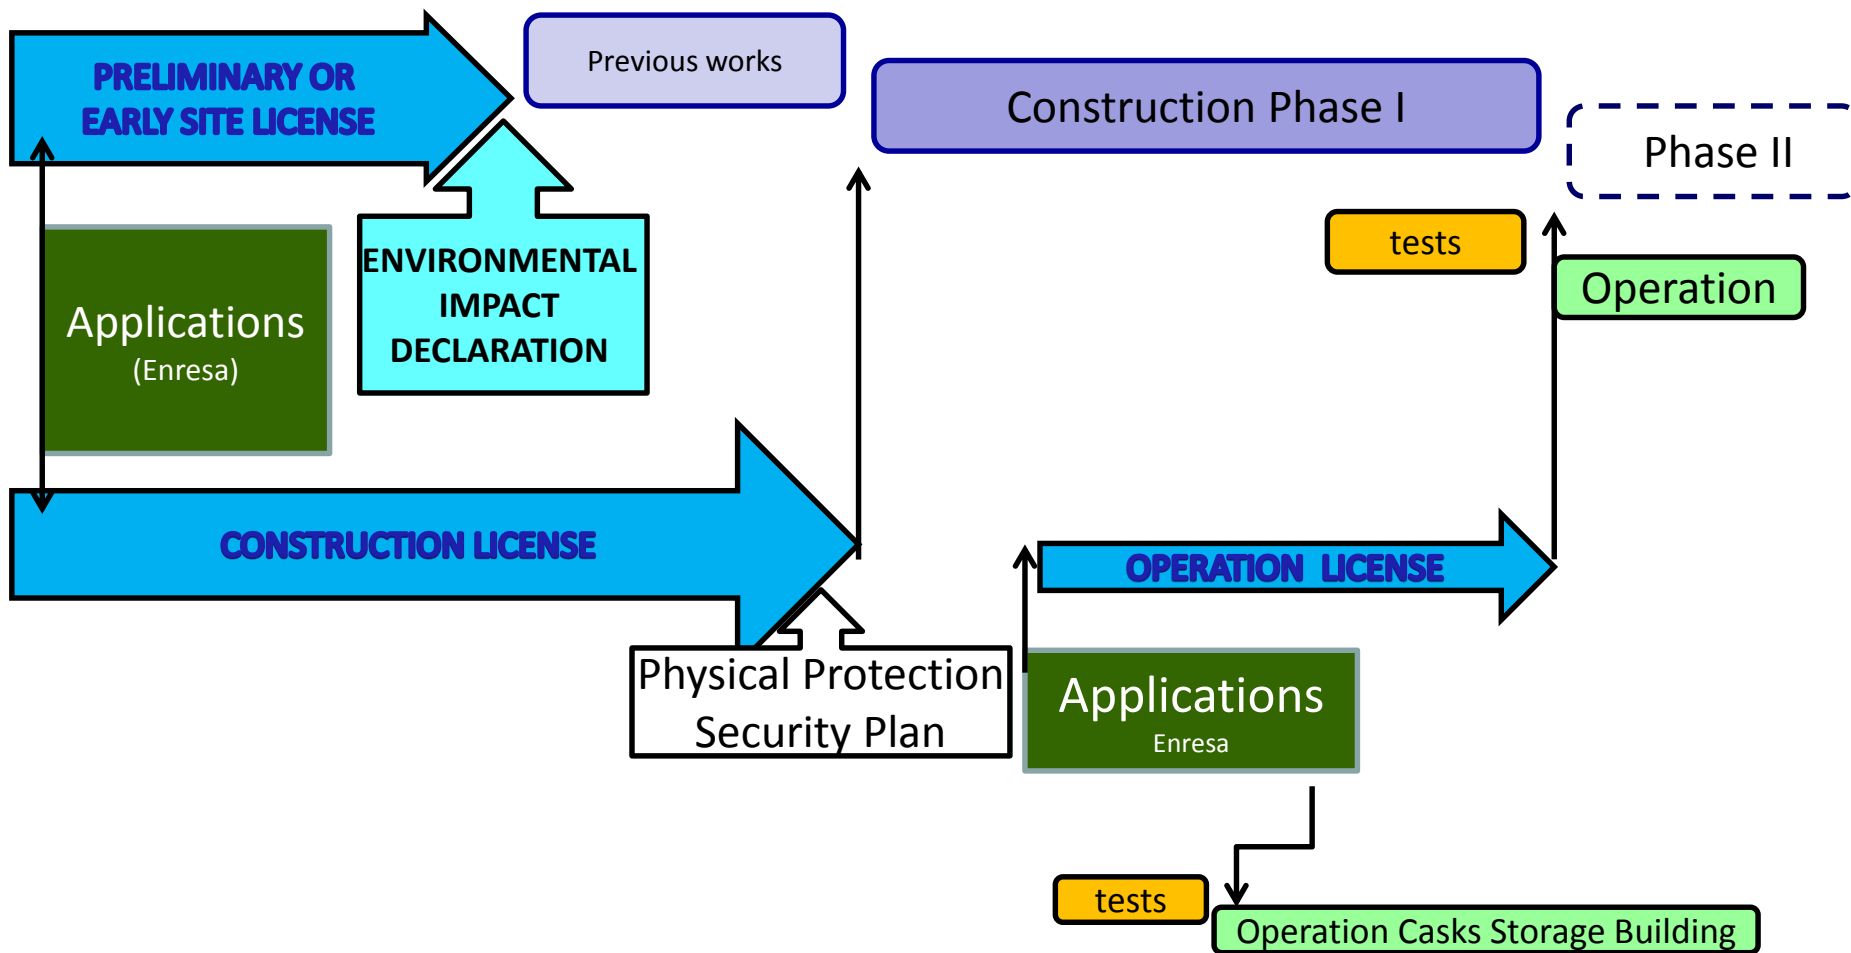 PRELIMINARY OR
EARLY SITE LICENSE
Previous works
Construction Phase I
Phase II
tests
Operation
ENVIRONMENTAL
IMPACT
DECLARATION
Applications
(Enresa)
CONSTRUCTION LICENSE
OPERATION LICENSE
Physical Protection
Security Plan
Applications
Enresa
tests
Operation Casks Storage Building